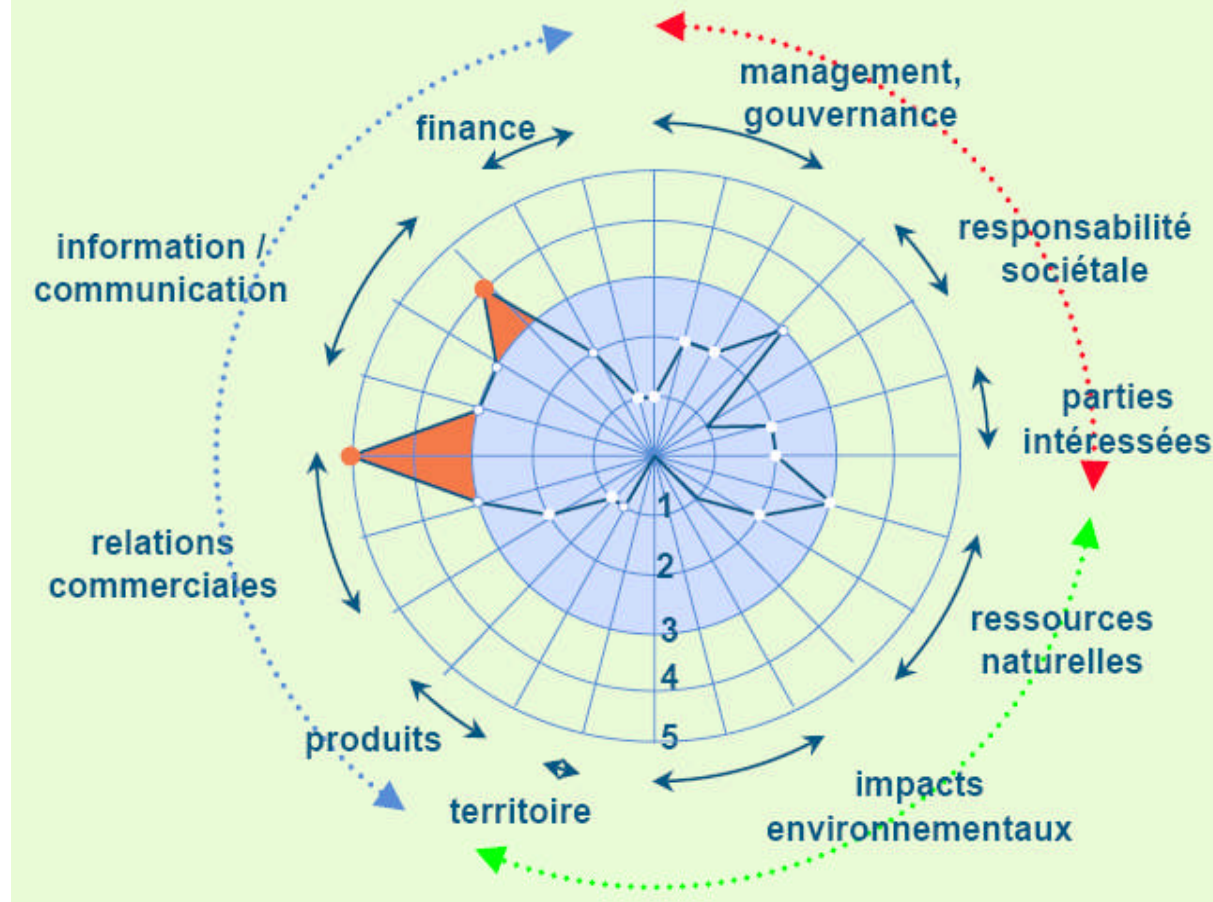 management,
gouvernance
finance
responsabilité
sociétale
information /
communication
parties
intéressées
1
2
3
4
5
relations
commerciales
ressources
naturelles
produits
territoire
impacts
environnementaux